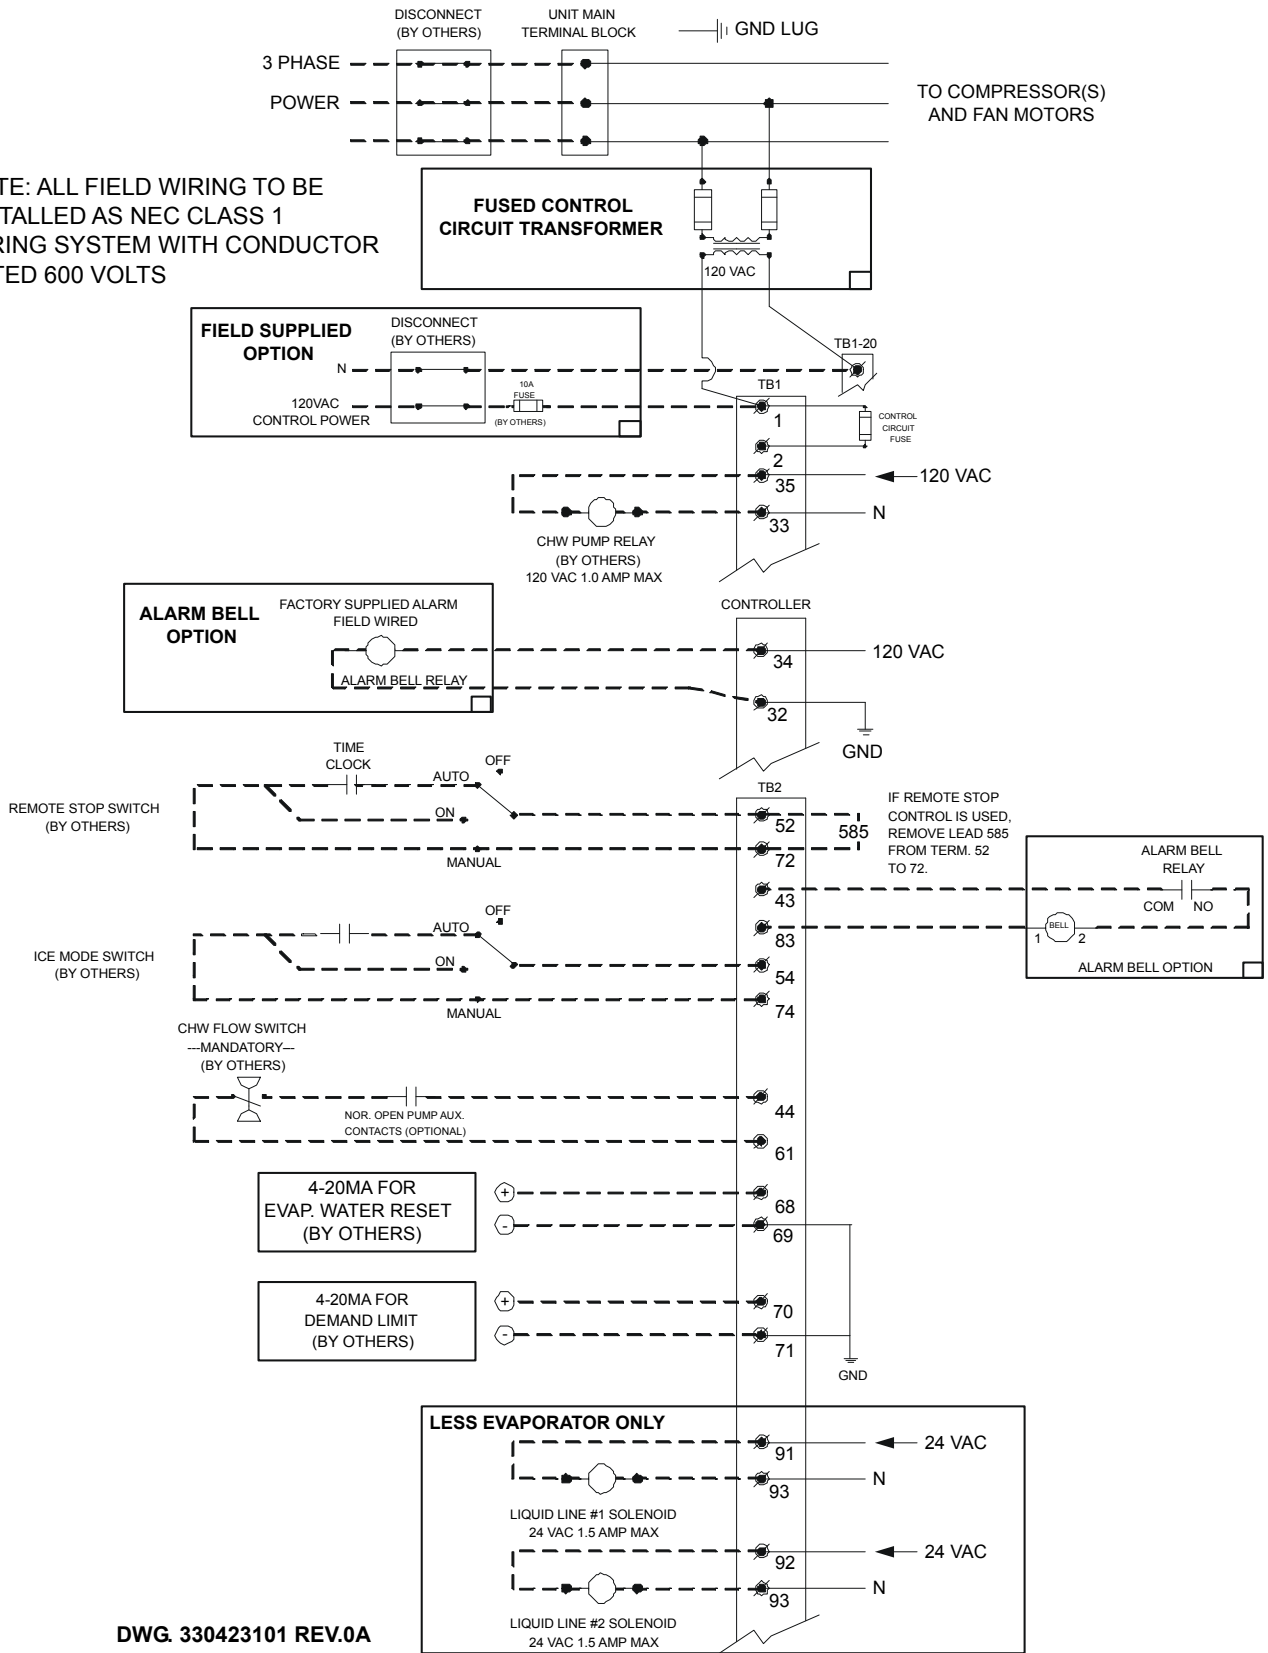 DISCONNECT
(BY OTHERS)
UNIT MAIN
TERMINAL BLOCK
GND LUG
3 PHASE
POWER
TO COMPRESSOR(S)
AND FAN MOTORS
TE: ALL FIELD WIRING TO BE
TALLED AS NEC CLASS 1
RING SYSTEM WITH CONDUCTOR
TED 600 VOLTS
FUSED CONTROL
CIRCUIT TRANSFORMER
120 VAC
FIELD SUPPLIED
OPTION
DISCONNECT
(BY OTHERS)
N
120VAC
CONTROL POWER
10A
FUSE
(BY OTHERS)
TB1-20
TB1
1
2
CONTROL
CIRCUIT
FUSE
35
120 VAC
33
N
CHW PUMP RELAY
(BY OTHERS)
120 VAC 1.0 AMP MAX
ALARM BELL
OPTION
FACTORY SUPPLIED ALARM
FIELD WIRED
ALARM BELL RELAY
CONTROLLER
34
120 VAC
32
GND
TIME
CLOCK
OFF
AUTO
ON
MANUAL
REMOTE STOP SWITCH
(BY OTHERS)
TB2
52
72
585
IF REMOTE STOP
CONTROL IS USED,
REMOVE LEAD 585
FROM TERM. 52
TO 72.
43
83
ALARM BELL
RELAY
COM
NO
BELL
1
2
ALARM BELL OPTION
OFF
AUTO
ON
MANUAL
ICE MODE SWITCH
(BY OTHERS)
54
74
CHW FLOW SWITCH
---MANDATORY---
(BY OTHERS)
NOR. OPEN PUMP AUX.
CONTACTS (OPTIONAL)
44
61
4-20MA FOR
EVAP. WATER RESET
(BY OTHERS)
+
-
68
69
4-20MA FOR
DEMAND LIMIT
(BY OTHERS)
+
-
70
71
GND
LESS EVAPORATOR ONLY
91
24 VAC
93
N
LIQUID LINE #1 SOLENOID
24 VAC 1.5 AMP MAX
92
24 VAC
93
N
LIQUID LINE #2 SOLENOID
24 VAC 1.5 AMP MAX
DWG. 330423101 REV.0A